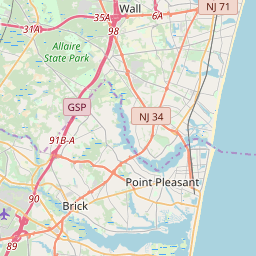 NJ 71
Wall
35A
6A
31A
98
Allaire
State Park
GSP
NJ 34
91B-A
Point Pleasant
90
Brick
89